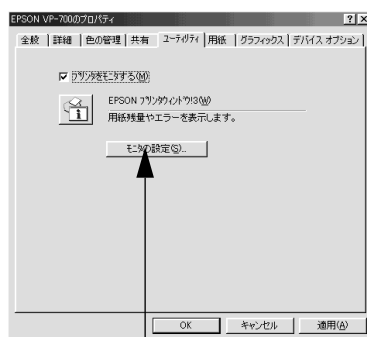 EPSON VP-700のプロパティ
全般 詳細 色の管理 共有 ユーティリティ 用紙 グラフィックス デバイス オプション
プリンタをモニタする(M)
EPSON プリンタウィンドウ!3(W)
用紙残量やエラーを表示します。
モニタの設定(S)...
OK キャンセル 適用(A)